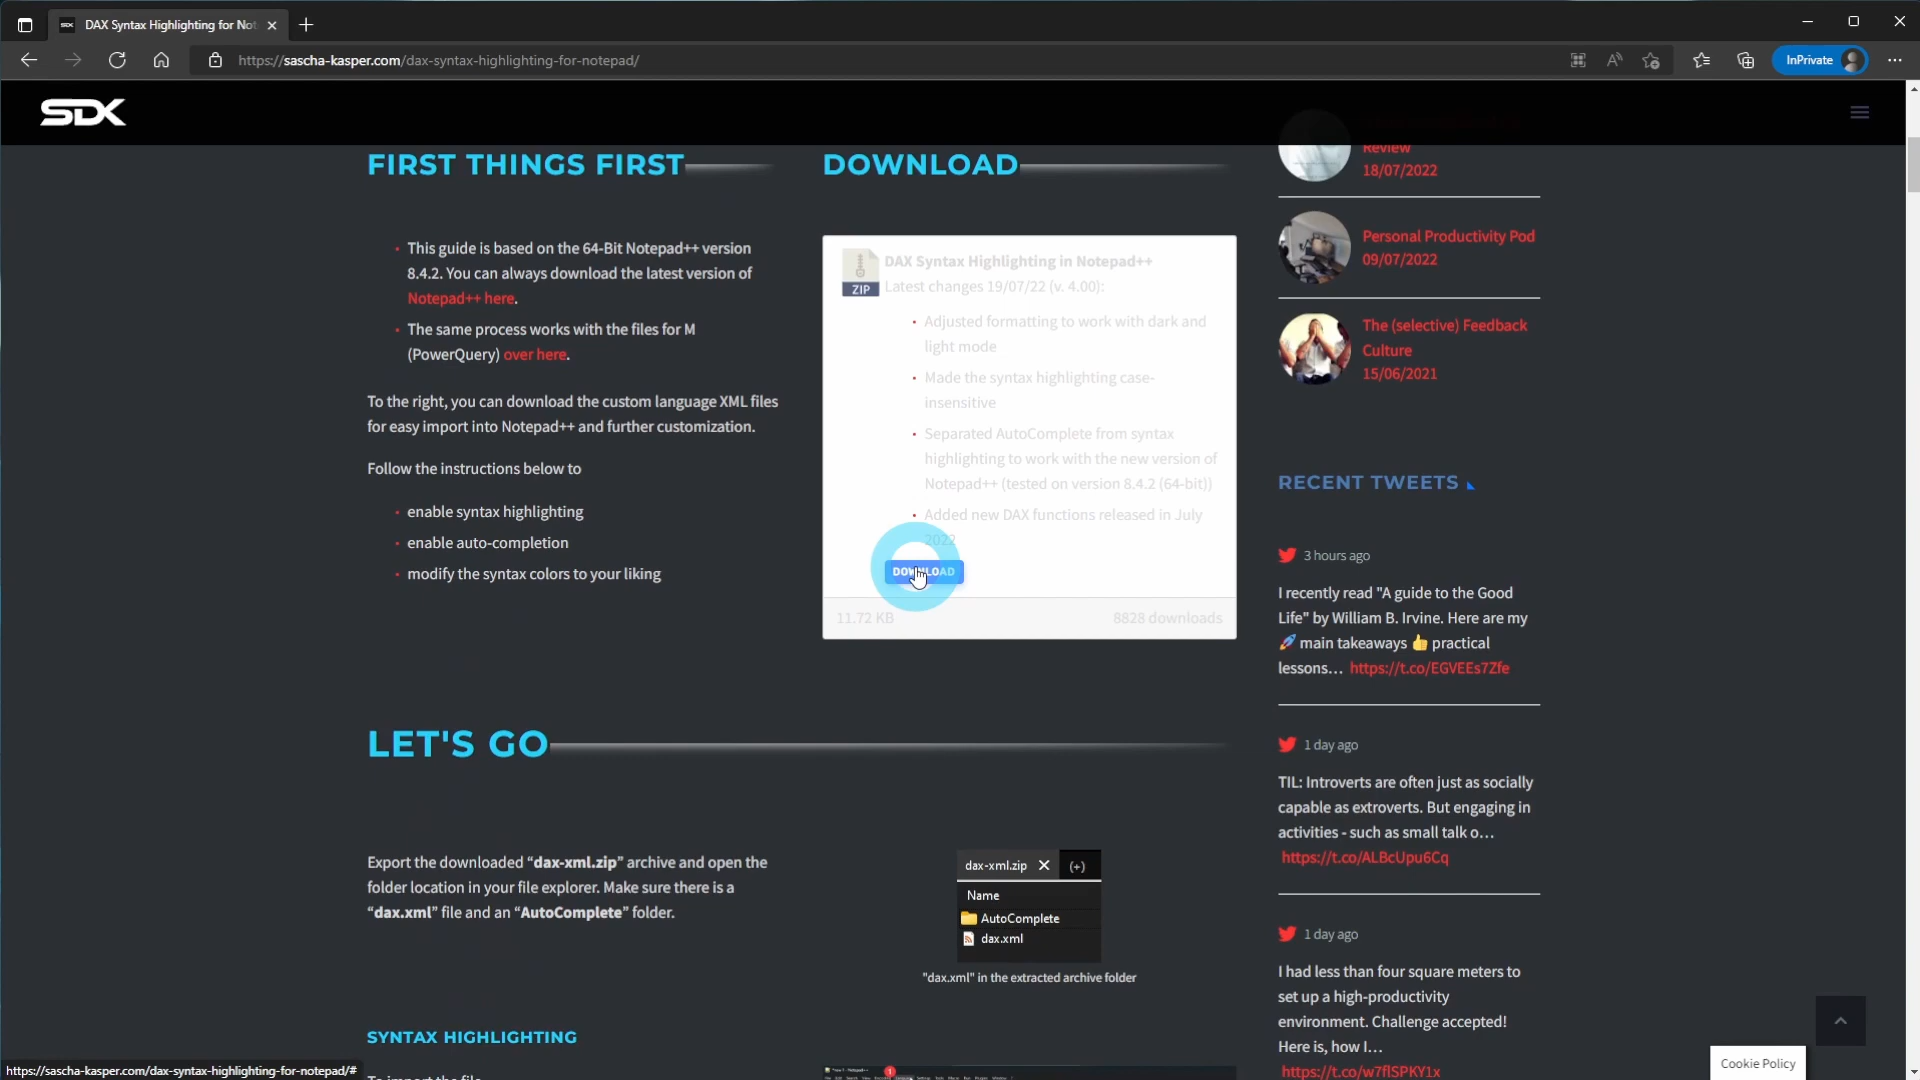 DAX Syntax Highlighting for Not
https://sascha-kasper.com/dax-syntax-highlighting-for-notepad/
InPrivate
SDX
FIRST THINGS FIRST
This guide is based on the 64-Bit Notepad++ version
8.4.2. You can always download the latest version of
Notepad++ here.
The same process works with the files for M
(PowerQuery) over here.
To the right, you can download the custom language XML files
for easy import into Notepad++ and further customization.
Follow the instructions below to
enable syntax highlighting
enable auto-completion
modify the syntax colors to your liking
DOWNLOAD
ZIP
DAX Syntax Highlighting in Notepad++
Latest changes 19/07/22 (v. 4.00):
Adjusted formatting to work with dark and
light mode
Made the syntax highlighting case-
insensitive
Separated AutoComplete from syntax
highlighting to work with the new version of
Notepad++ (tested on version 8.4.2 (64-bit))
Added new DAX functions released in July
2022
DOWNLOAD
11.72 KB
8828 downloads
Review
18/07/2022
Personal Productivity Pod
09/07/2022
The (selective) Feedback
Culture
15/06/2021
RECENT TWEETS
3 hours ago
I recently read "A guide to the Good
Life" by William B. Irvine. Here are my
🚀 main takeaways 👍 practical
lessons… https://t.co/EGVEEs7Zfe
1 day ago
TIL: Introverts are often just as socially
capable as extroverts. But engaging in
activities - such as small talk o…
https://t.co/ALBcUpu6Cq
1 day ago
I had less than four square meters to
set up a high-productivity
environment. Challenge accepted!
Here is, how I…
https://t.co/w7flSPKY1x
LET'S GO
Export the downloaded “dax-xml.zip” archive and open the
folder location in your file explorer. Make sure there is a
“dax.xml” file and an “AutoComplete” folder.
dax-xml.zip
(+)
Name
AutoComplete
dax.xml
"dax.xml" in the extracted archive folder
SYNTAX HIGHLIGHTING
Cookie Policy
https://sascha-kasper.com/dax-syntax-highlighting-for-notepad/#